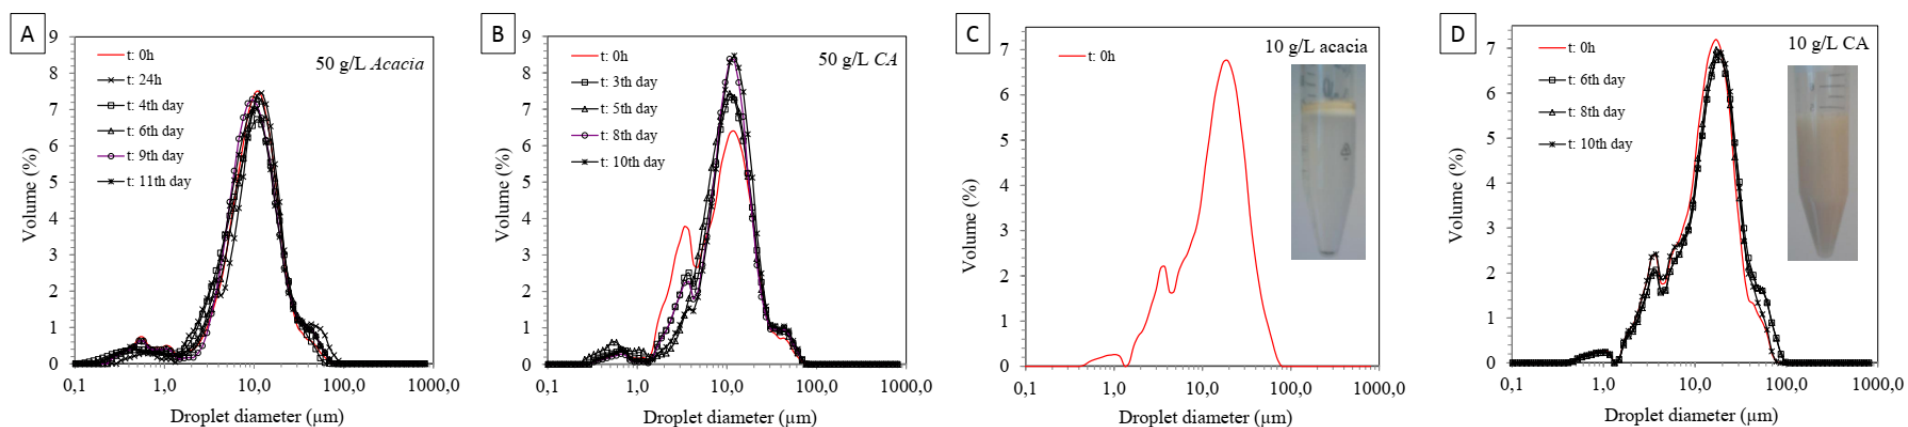 A
50 g/L Acacia
t: 0h
t: 24h
t: 4th day
t: 6th day
t: 9th day
t: 11th day
Volume (%)
9
8
7
6
5
4
3
2
1
0
0,1 1,0 10,0 100,0 1000,0
Droplet diameter (µm)
B
50 g/L CA
t: 0h
t: 3th day
t: 5th day
t: 8th day
t: 10th day
Volume (%)
9
8
7
6
5
4
3
2
1
0
0,1 1,0 10,0 100,0 1000,0
Droplet diameter (µm)
C
10 g/L acacia
t: 0h
Volume (%)
7
6
5
4
3
2
1
0
0,1 1,0 10,0 100,0 1000,0
Droplet diameter (µm)
D
10 g/L CA
t: 0h
t: 6th day
t: 8th day
t: 10th day
Volume (%)
7
6
5
4
3
2
1
0
0,1 1,0 10,0 100,0 1000,0
Droplet diameter (µm)